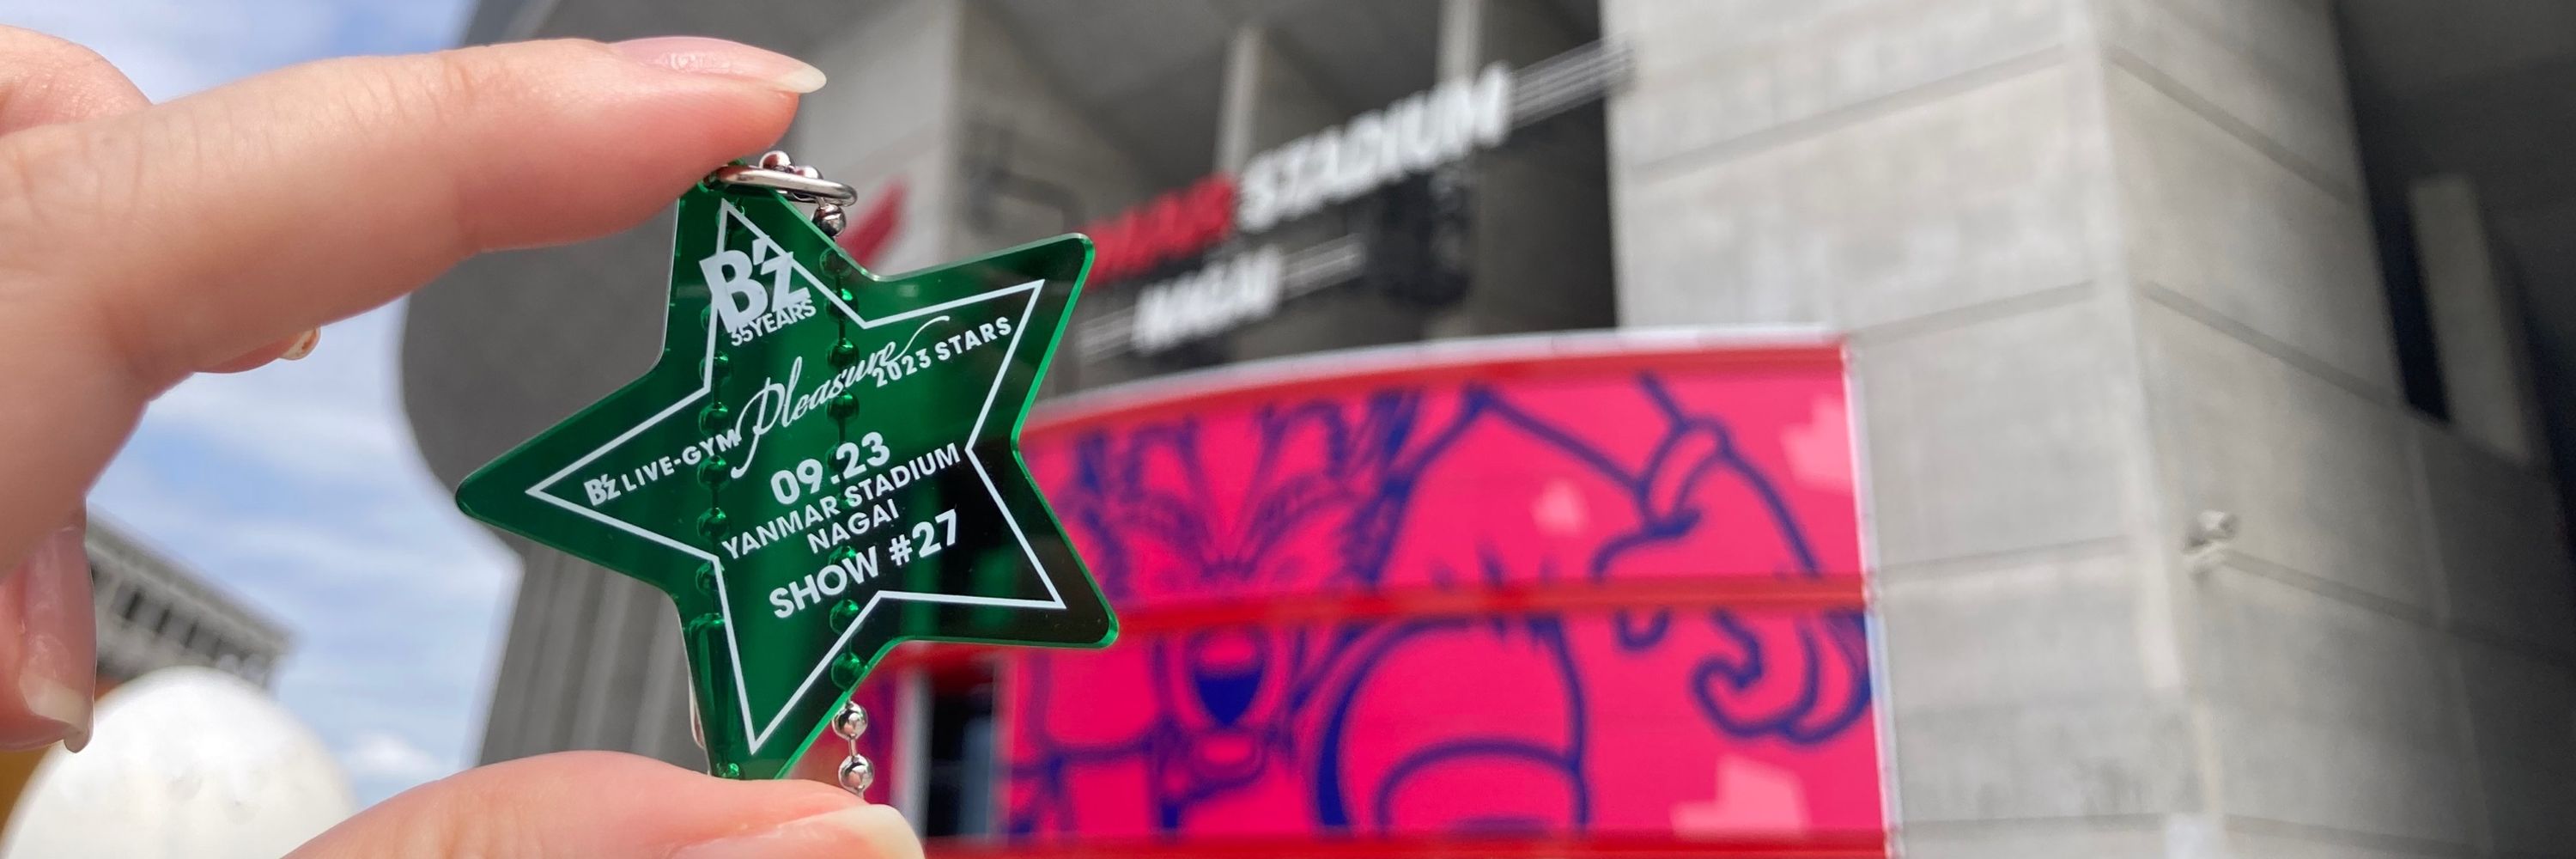 B'z
35YEARS
B'z LIVE-GYM Pleasure 2023 STARS
09.23
YANMAR STADIUM
NAGAI
SHOW #27
STADIUM
NAGAI